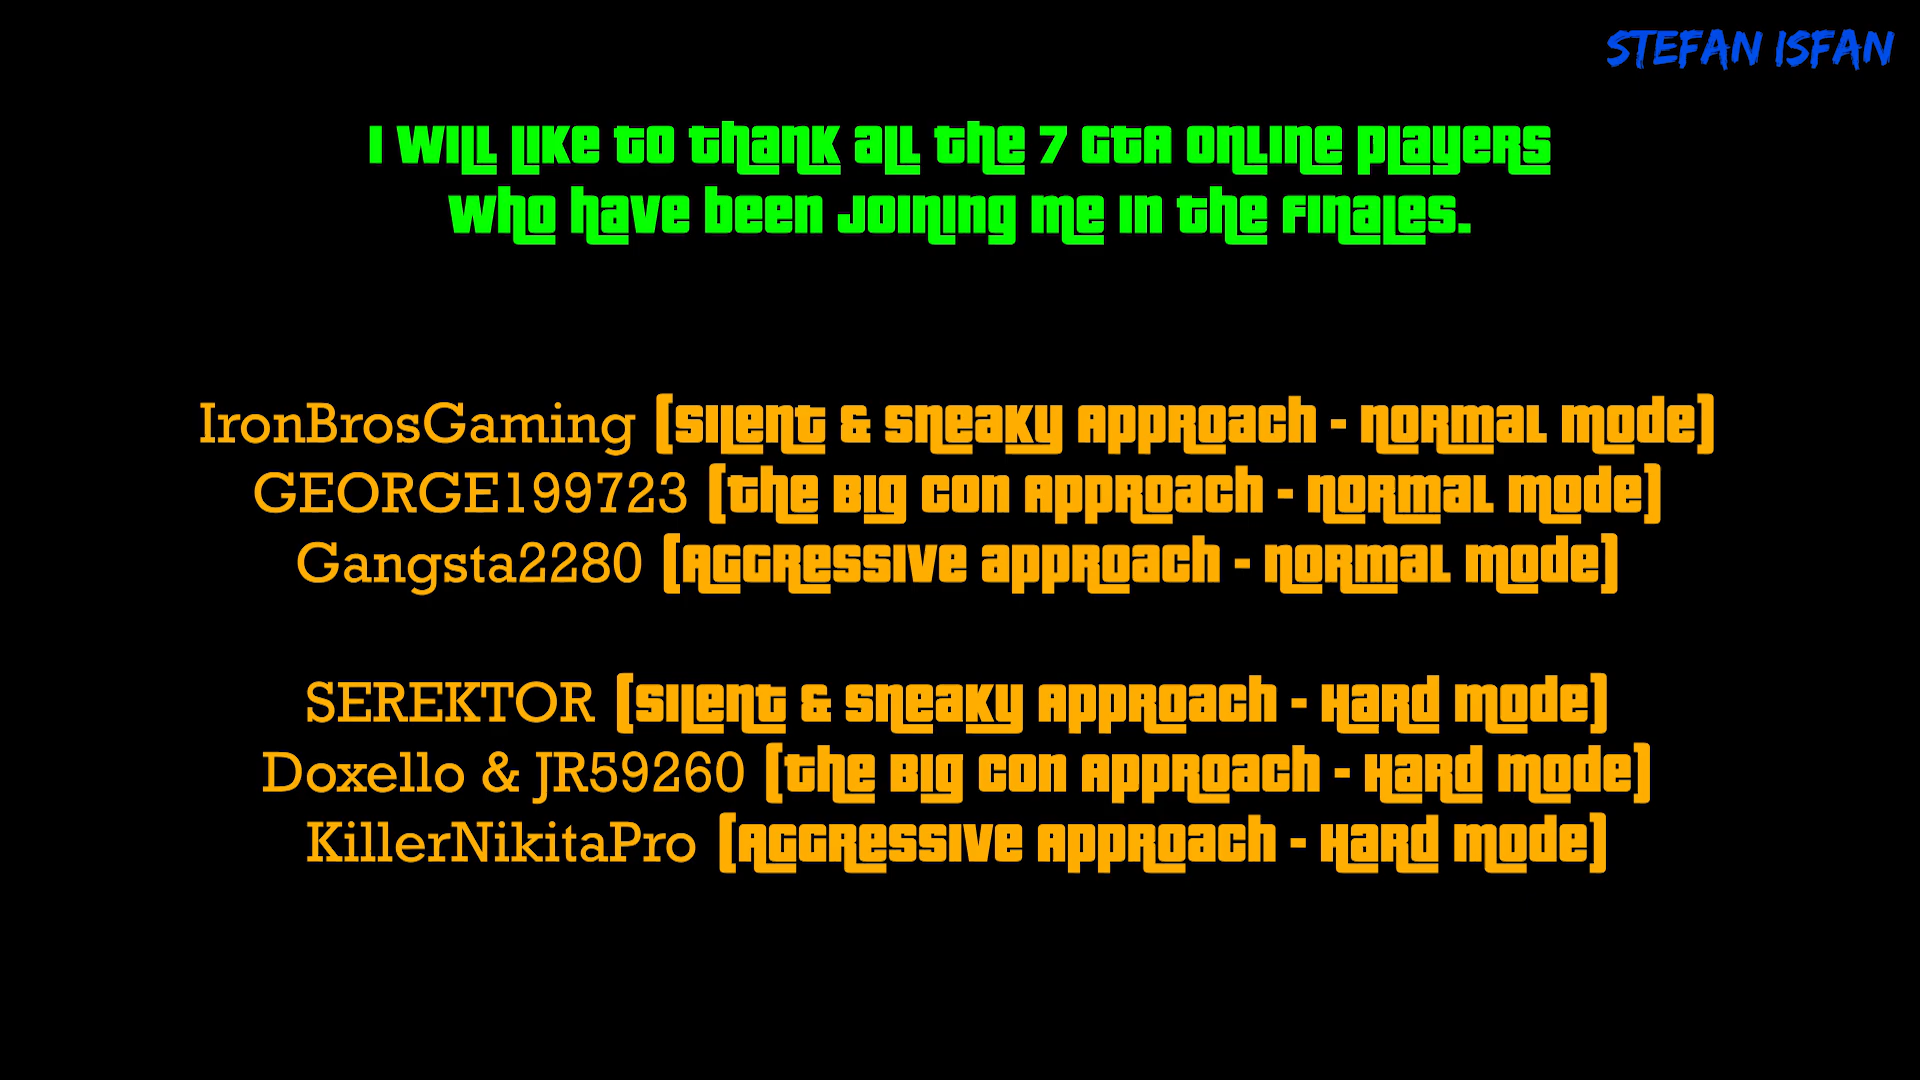 STEFAN ISFAN
I will like to thank all the 7 GTA Online players
who have been joining me in the finales.
IronBrosGaming (Silent & Sneaky Approach - Normal Mode)
GEORGE199723 (The Big Con Approach - Normal Mode)
Gangsta2280 (Aggressive approach - Normal Mode)
SEREKTOR (Silent & Sneaky Approach - Hard Mode)
Doxello & JR59260 (The Big Con Approach - Hard Mode)
KillerNikitaPro (Aggressive Approach - Hard Mode)